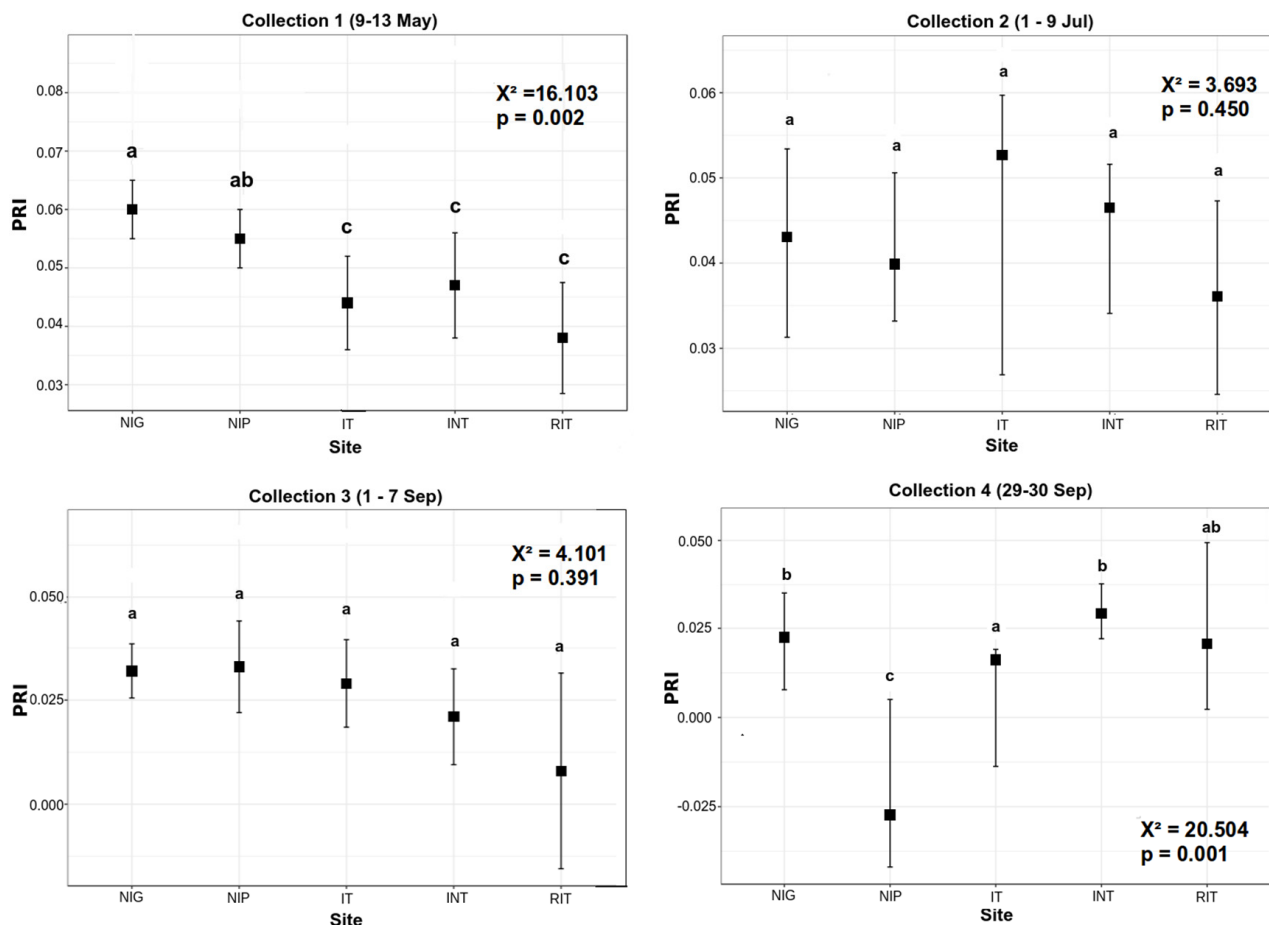 Collection 1 (9-13 May)
X² =16.103
p = 0.002
PRI
0.08
0.07
0.06
0.05
0.04
0.03
a
ab
c
c
c
NIG NIP IT INT RIT
Site
Collection 2 (1 - 9 Jul)
X² = 3.693
p = 0.450
0.06
0.05
0.04
0.03
a
a
a
a
a
NIG NIP IT INT RIT
Site
Collection 3 (1 - 7 Sep)
X² = 4.101
p = 0.391
PRI
0.050
0.025
0.000
a
a
a
a
a
NIG NIP IT INT RIT
Site
Collection 4 (29-30 Sep)
PRI
0.050
0.025
0.000
-0.025
b
c
a
b
ab
X² = 20.504
p = 0.001
NIG NIP IT INT RIT
Site